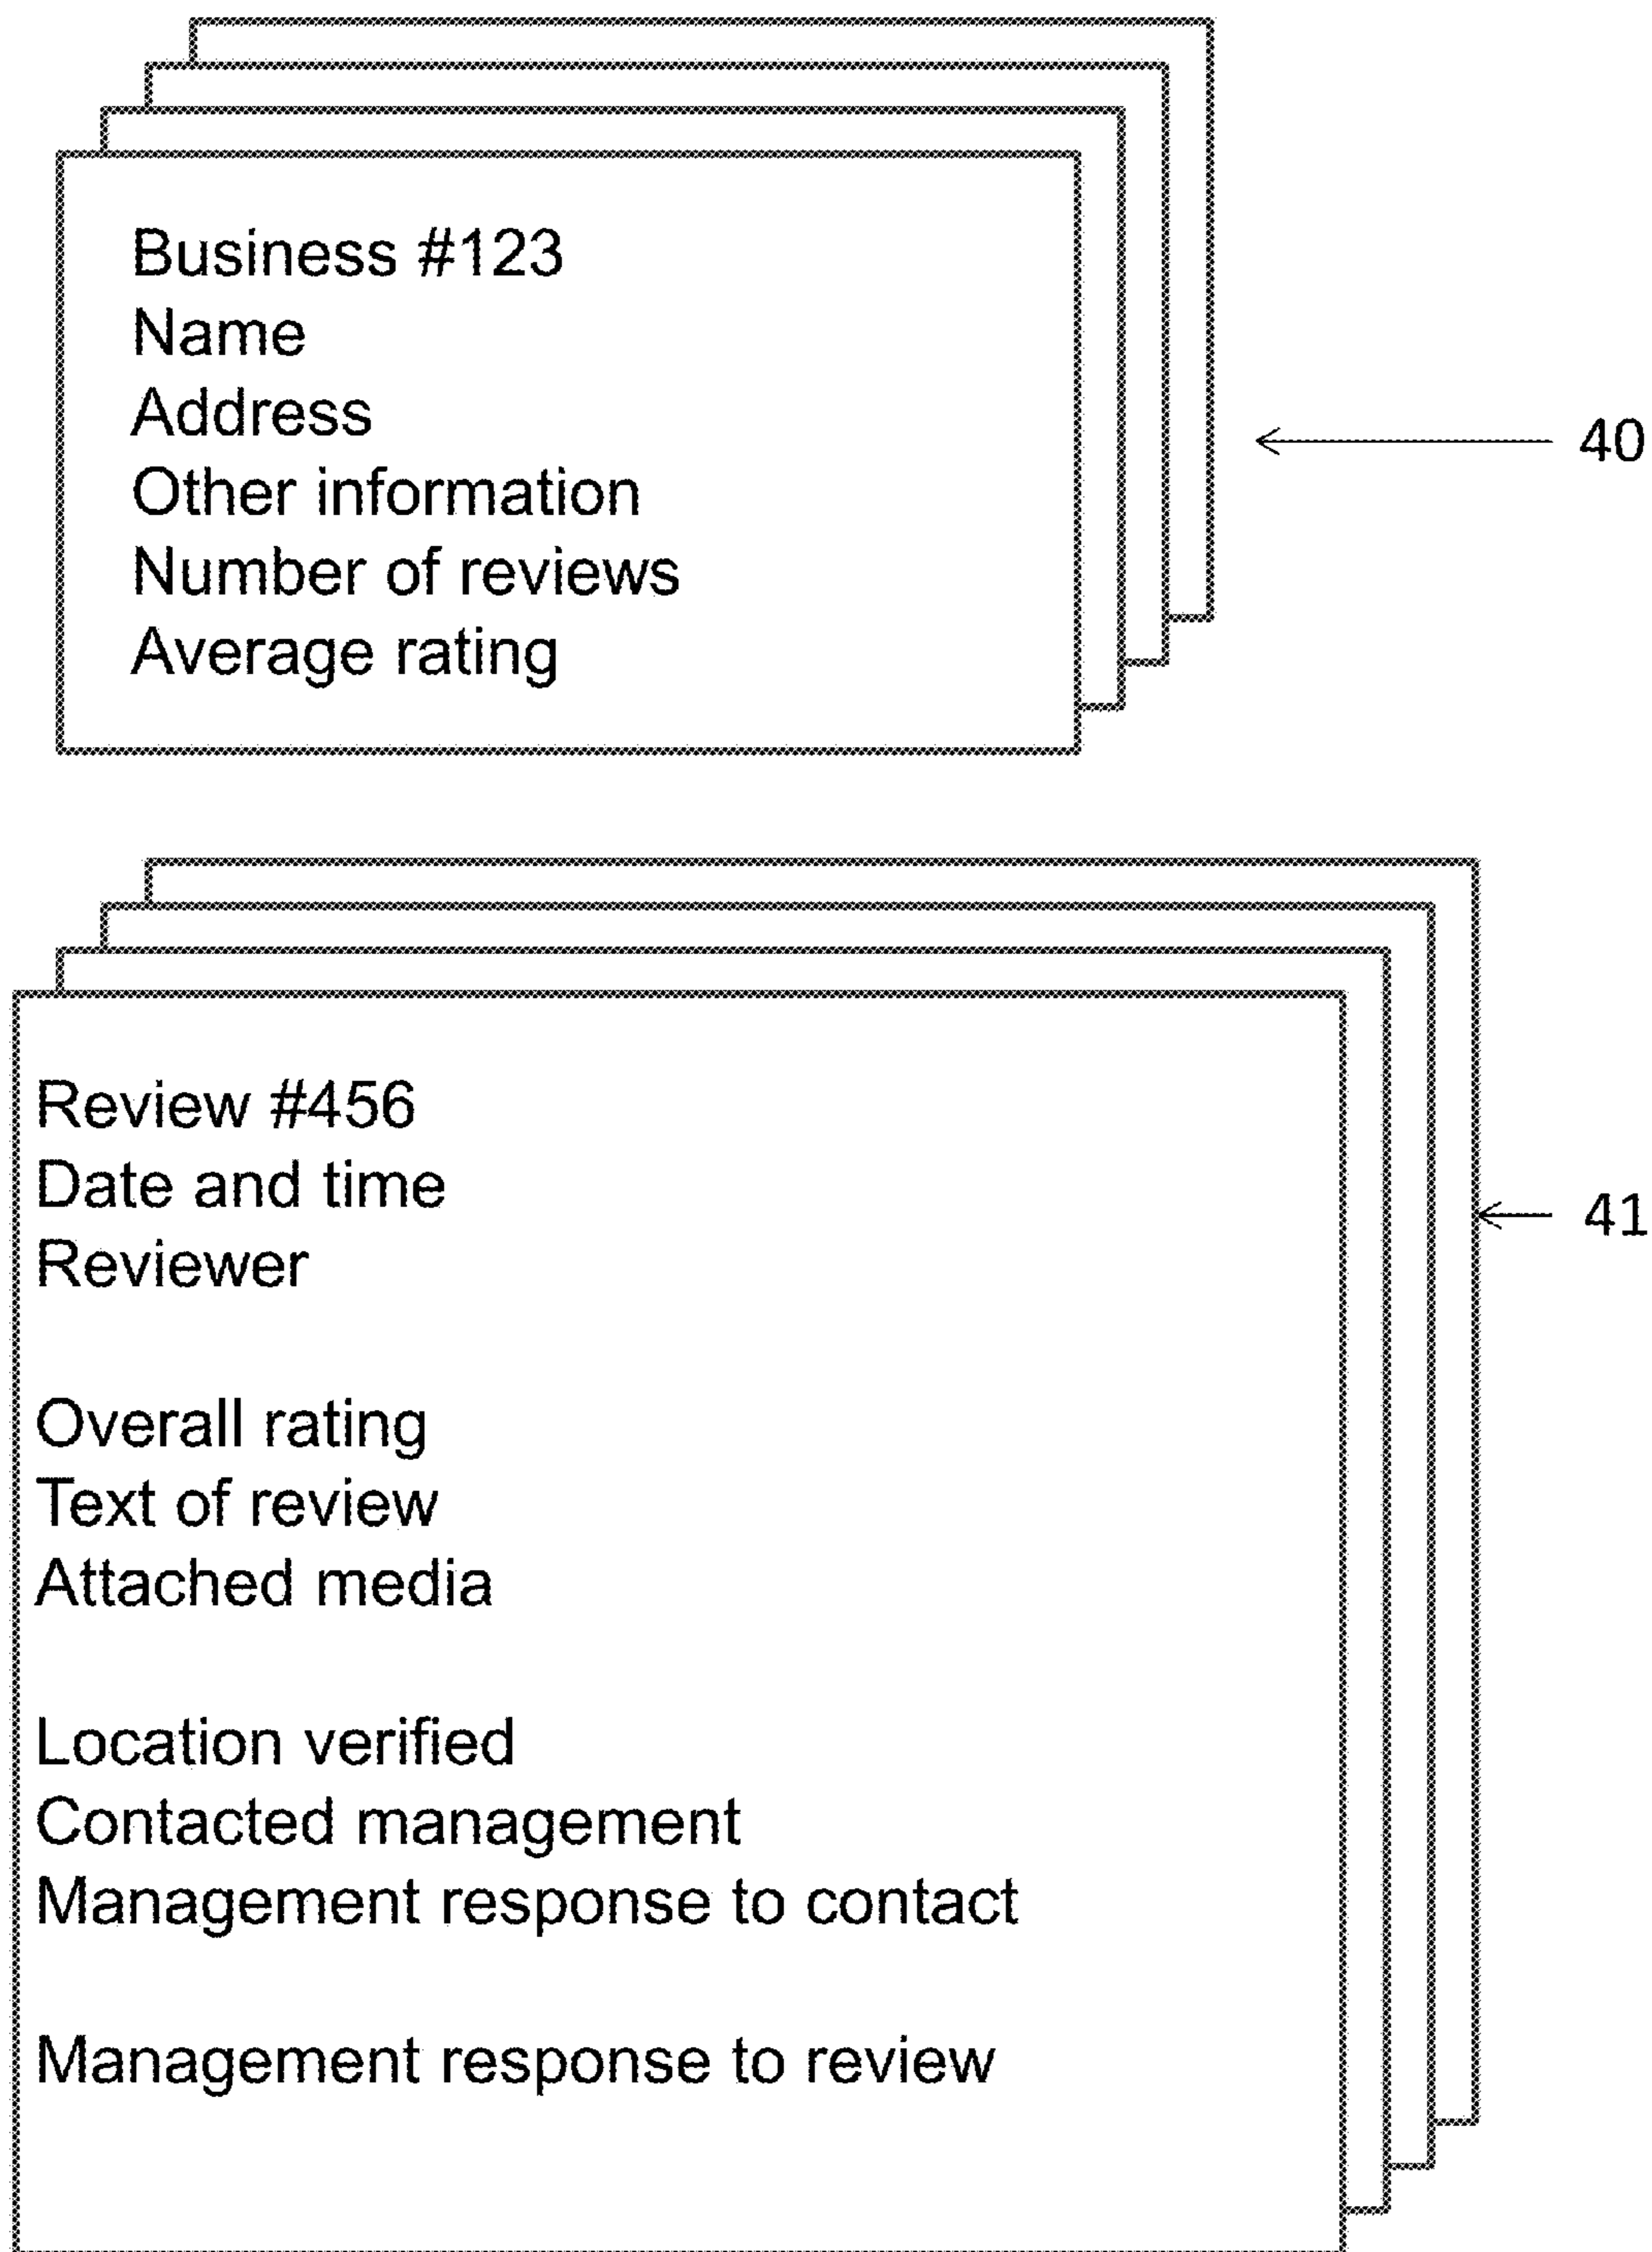 Business #123
Name
Address
Other information
Number of reviews
Average rating
40
Review #456
Date and time
Reviewer
41
Overall rating
Text of review
Attached media
Location verified
Contacted management
Management response to contact
Management response to review